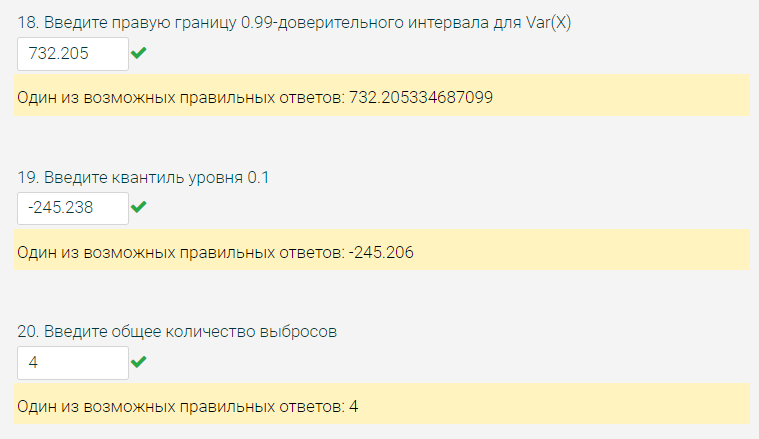 18. Введите правую границу 0.99-доверительного интервала для Var(X)
732.205
Один из возможных правильных ответов: 732.205334687099
19. Введите квантиль уровня 0.1
-245.238
Один из возможных правильных ответов: -245.206
20. Введите общее количество выбросов
4
Один из возможных правильных ответов: 4